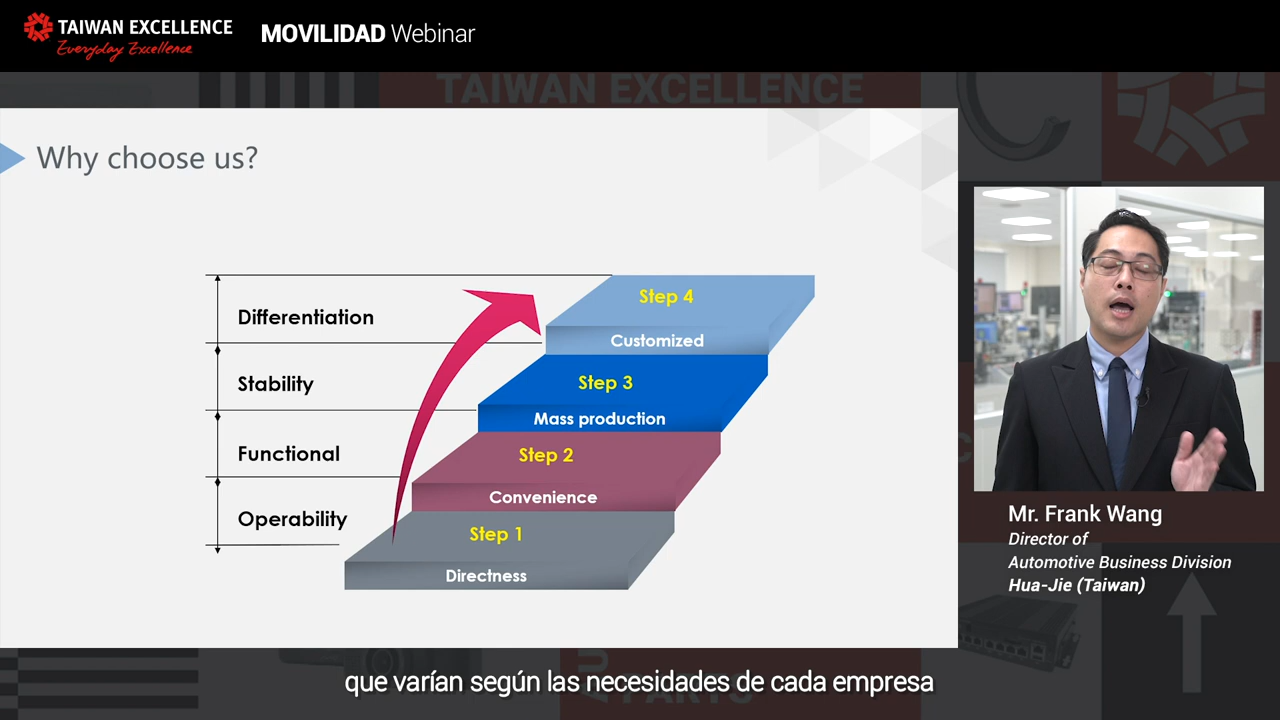 TAIWAN EXCELLENCE
Everyday Excellence
MOVILIDAD Webinar
TAIWAN EXCELLENCE
Why choose us?
Differentiation
Stability
Functional
Operability
Step 4
Customized
Step 3
Mass production
Step 2
Convenience
Step 1
Directness
Mr. Frank Wang
Director of
Automotive Business Division
Hua-Jie (Taiwan)
que varían según las necesidades de cada empresa